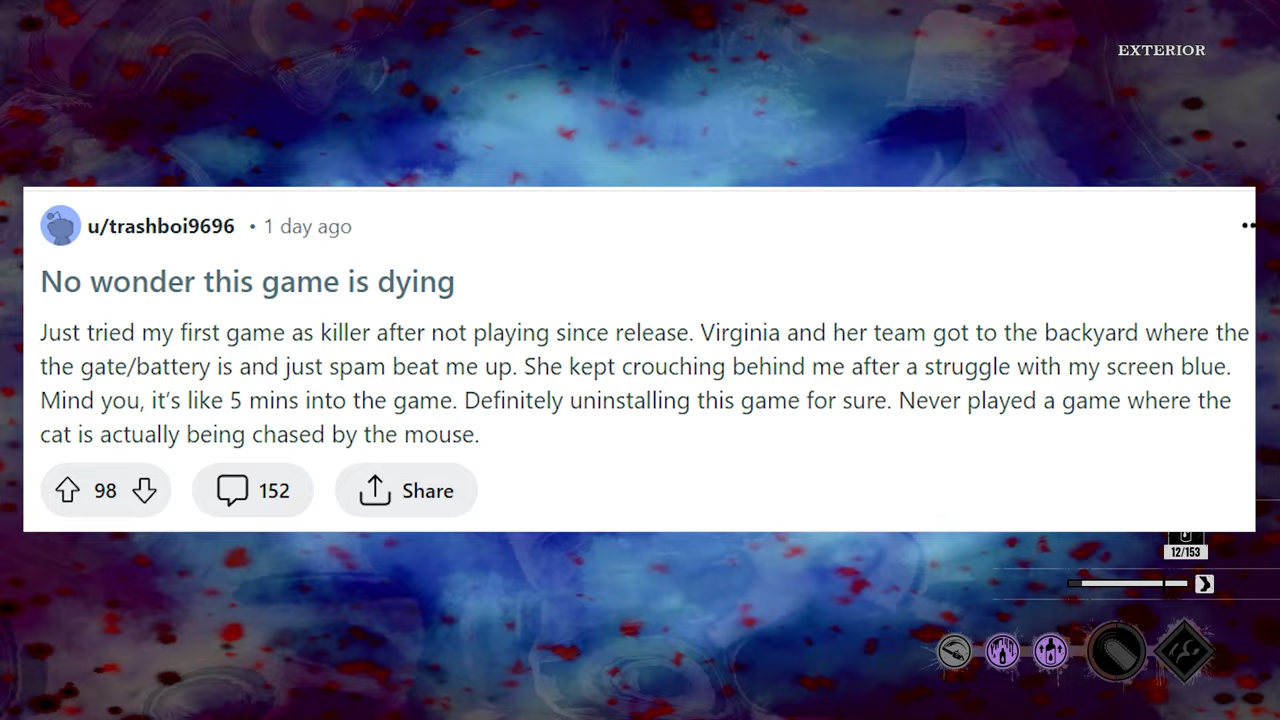 EXTERIOR
u/trashboi9696 • 1 day ago
No wonder this game is dying
Just tried my first game as killer after not playing since release. Virginia and her team got to the backyard where the
the gate/battery is and just spam beat me up. She kept crouching behind me after a struggle with my screen blue.
Mind you, it’s like 5 mins into the game. Definitely uninstalling this game for sure. Never played a game where the
cat is actually being chased by the mouse.
98 152 Share
12/153